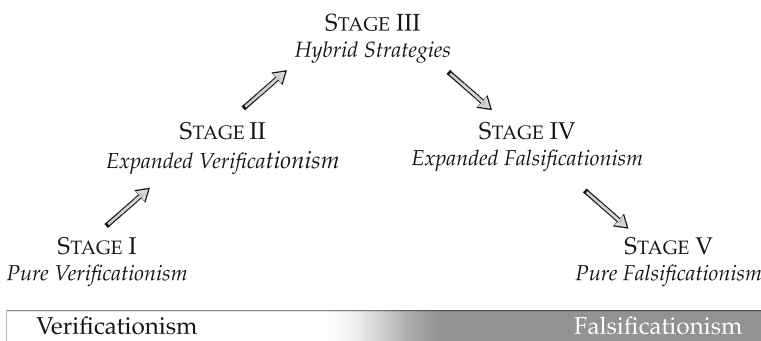 STAGE III
Hybrid Strategies
STAGE II
Expanded Verificationism
STAGE IV
Expanded Falsificationism
STAGE I
Pure Verificationism
STAGE V
Pure Falsificationism
Verificationism
Falsificationism